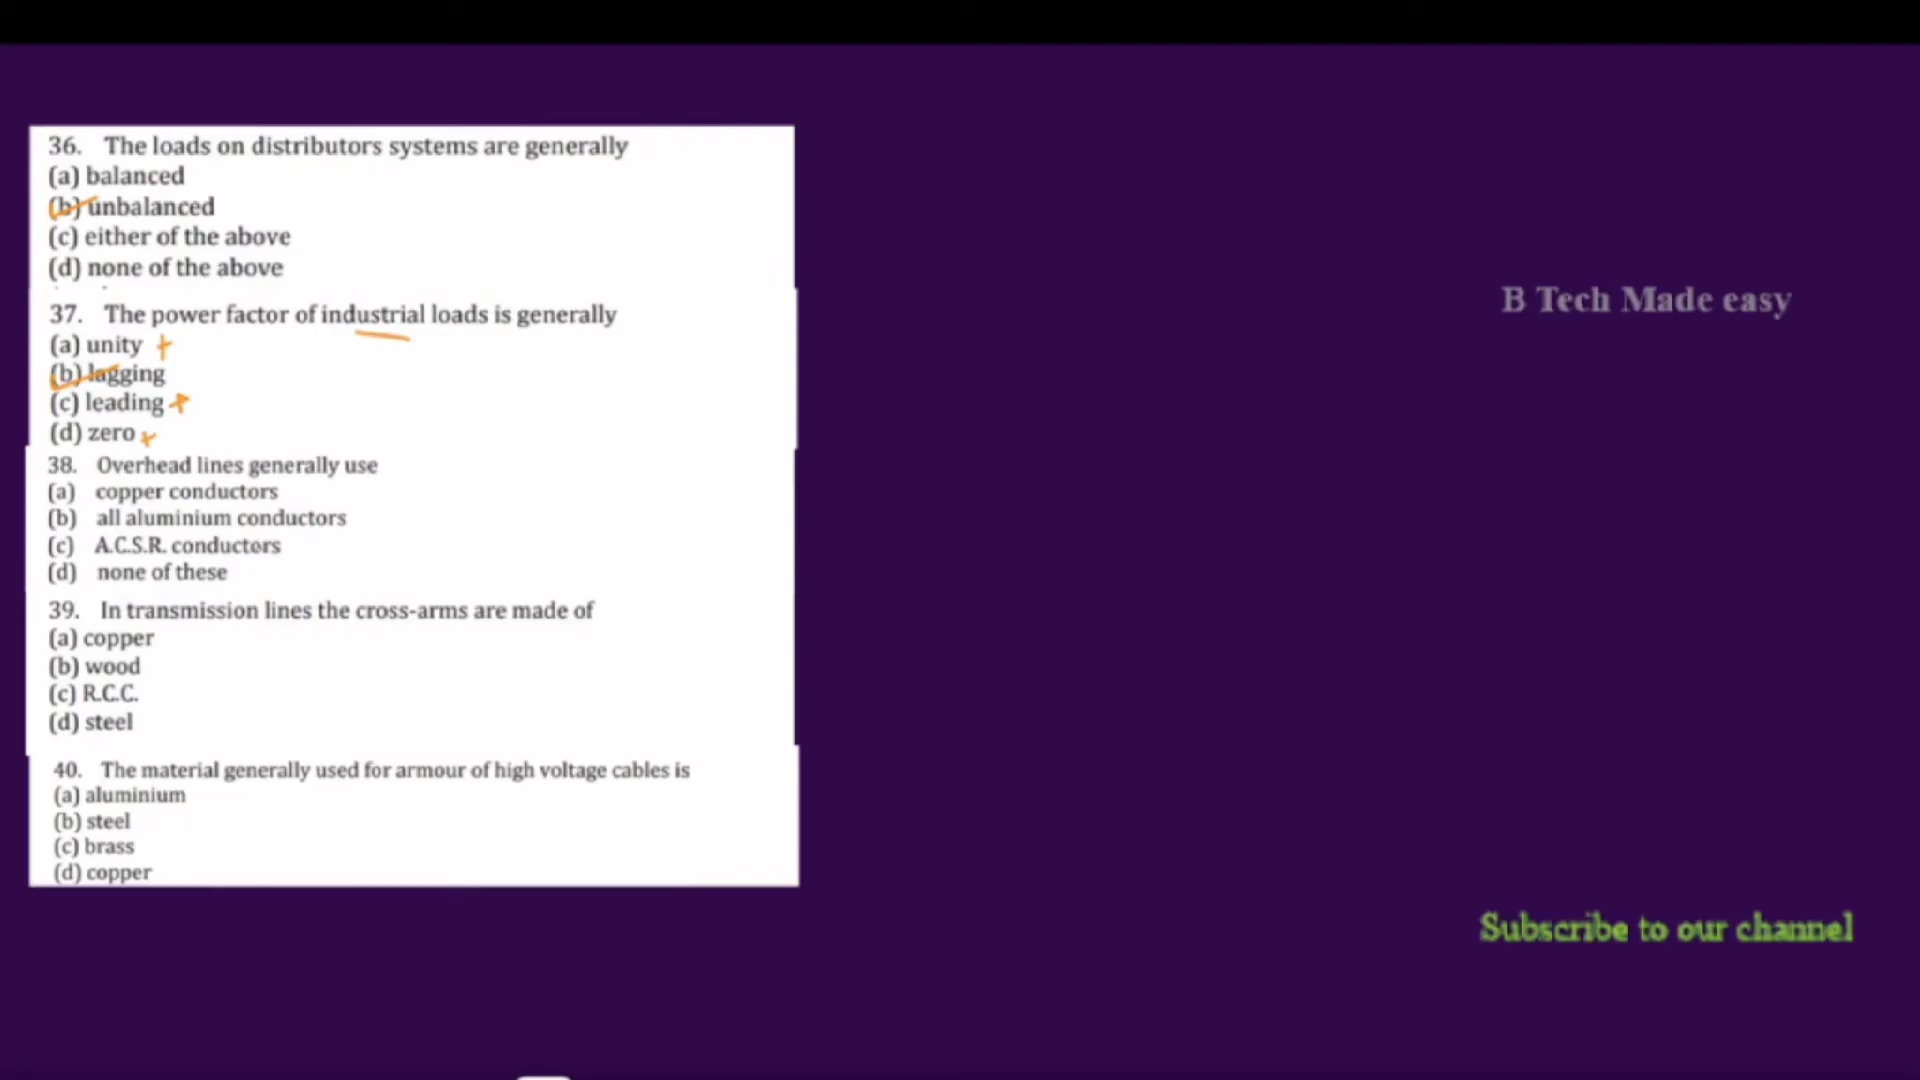 36. The loads on distributors systems are generally
(a) balanced
(b) unbalanced
(c) either of the above
(d) none of the above
37. The power factor of industrial loads is generally
(a) unity
(b) lagging
(c) leading
(d) zero
38. Overhead lines generally use
(a) copper conductors
(b) all aluminium conductors
(c) A.C.S.R. conductors
(d) none of these
39. In transmission lines the cross-arms are made of
(a) copper
(b) wood
(c) R.C.C.
(d) steel
40. The material generally used for armour of high voltage cables is
(a) aluminium
(b) steel
(c) brass
(d) copper
B Tech Made easy
Subscribe to our channel